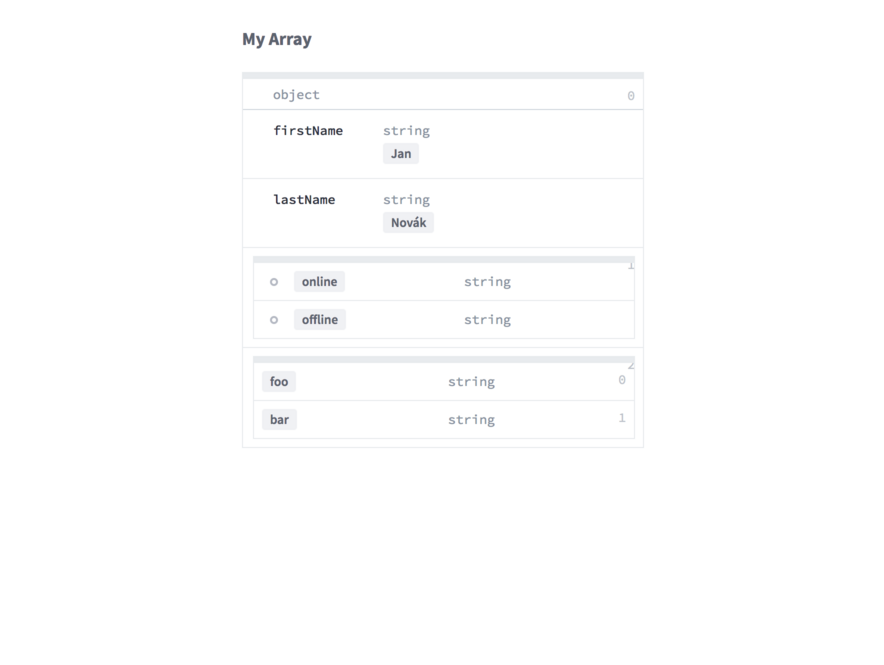 My Array
object 0
firstName string
Jan
lastName string
Novák
1
online string
offline string
2
foo string 0
bar string 1